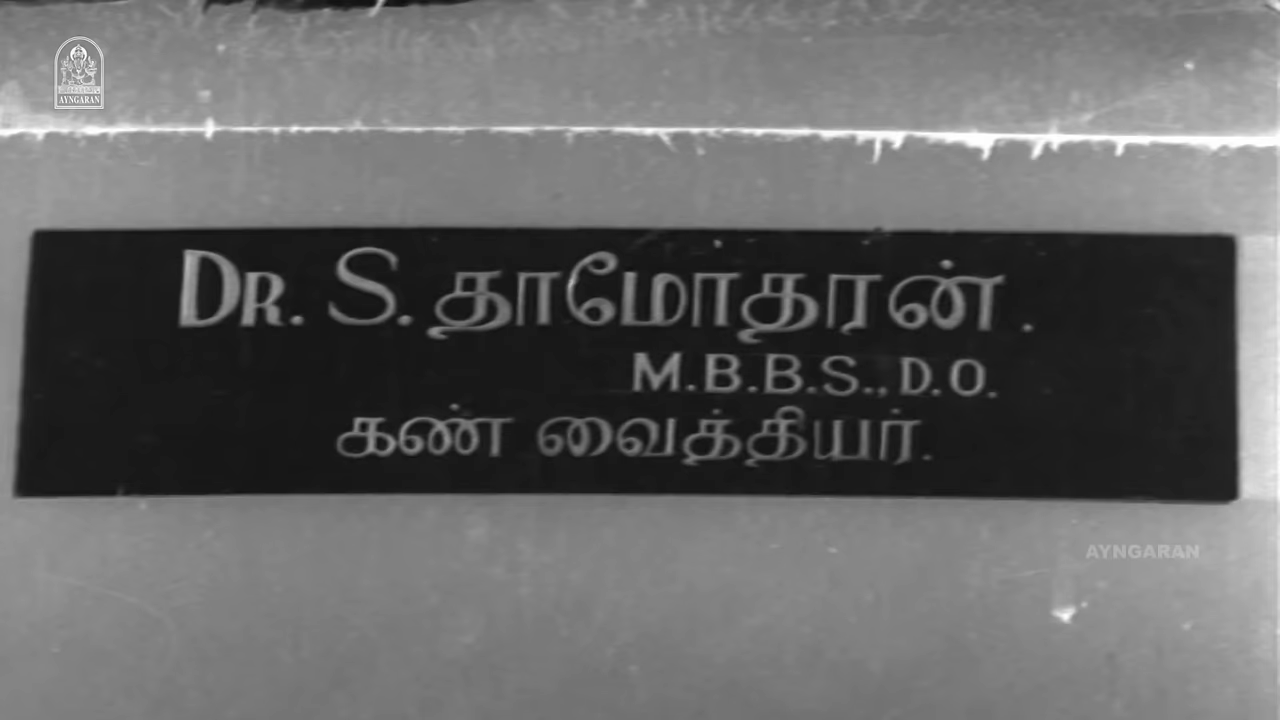 AYNGARAN
DR. S. தாமோதரன்.
M.B.B.S., D.O.
கண் வைத்தியர்.
AYNGARAN